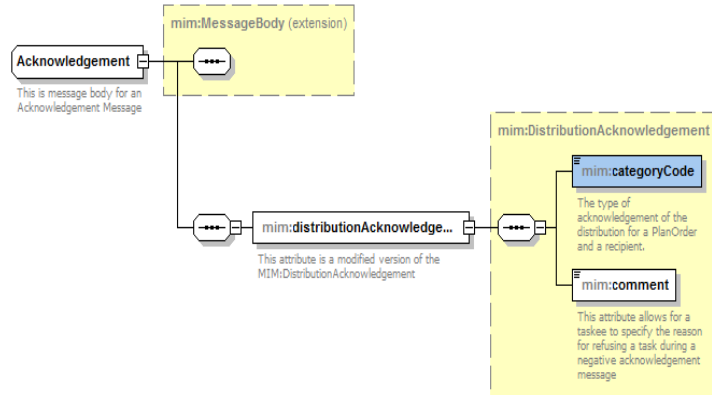 mim:MessageBody (extension)
Acknowledgement
This is message body for an
Acknowledgement Message
mim:DistributionAcknowledgement
mim:categoryCode
The type of
acknowledgement of the
distribution for a PlanOrder
and a recipient.
mim:distributionAcknowledge...
This attribute is a modified version of the
MIM:DistributionAcknowledgement
mim:comment
This attribute allows for a
taskee to specify the reason
for refusing a task during a
negative acknowledgement
message